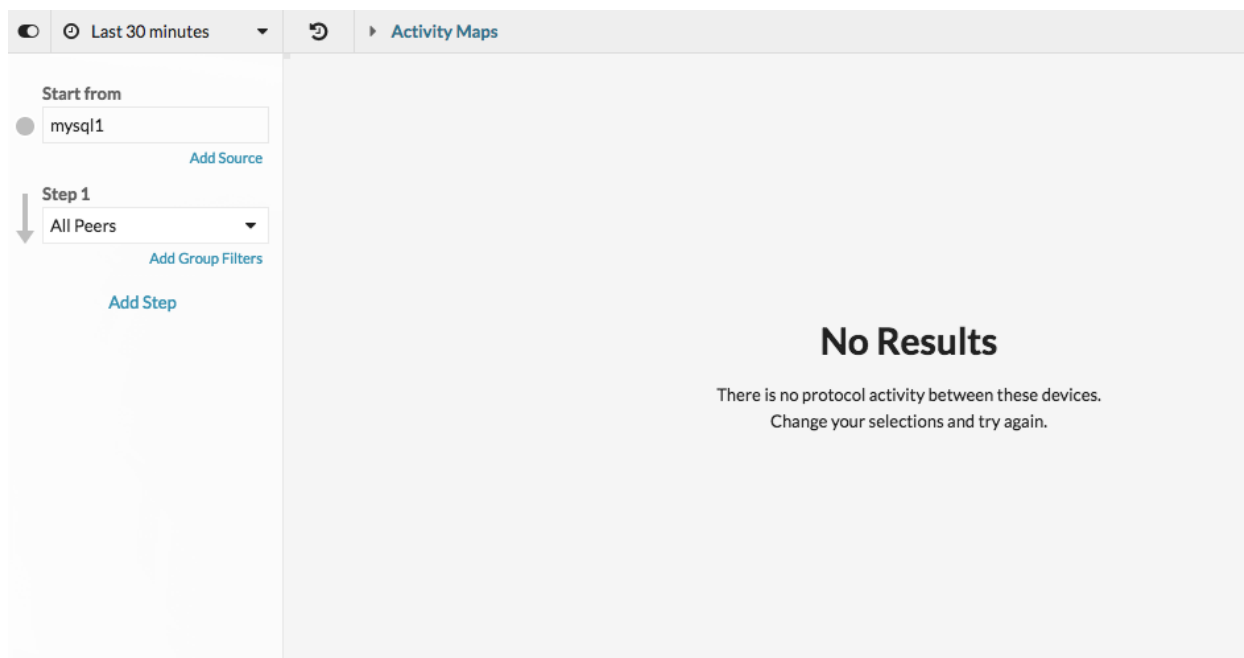 Last 30 minutes
Activity Maps
Start from
mysql1
Add Source
Step 1
All Peers
Add Group Filters
Add Step
No Results
There is no protocol activity between these devices.
Change your selections and try again.